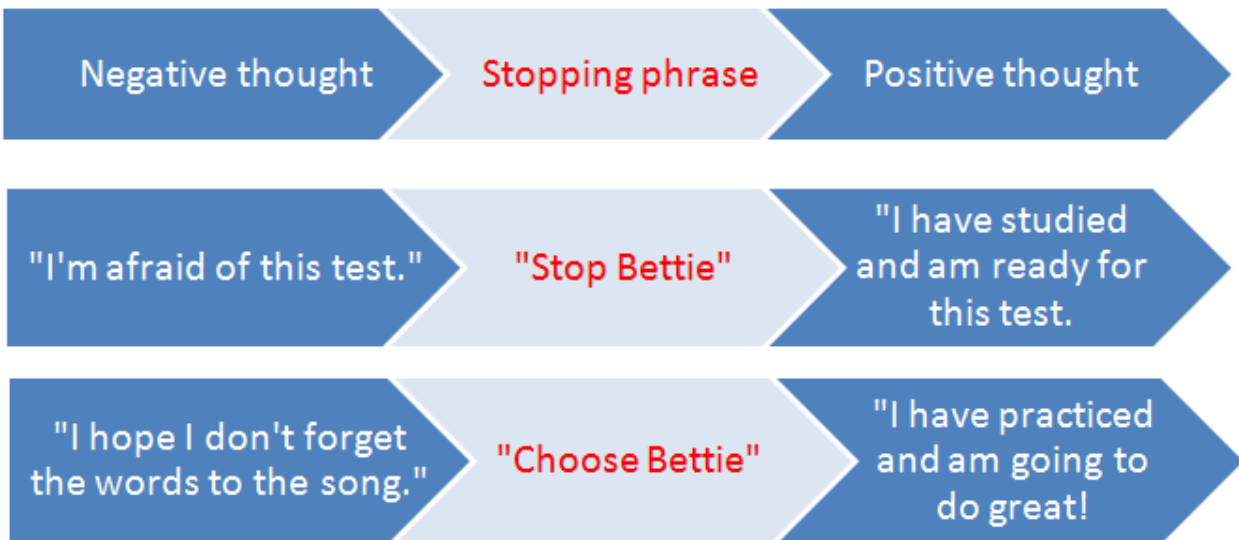 Negative thought
Stopping phrase
Positive thought
"I'm afraid of this test."
"Stop Bettie"
"I have studied
and am ready for
this test.
"I hope I don't forget
the words to the song."
"Choose Bettie"
"I have practiced
and am going to
do great!